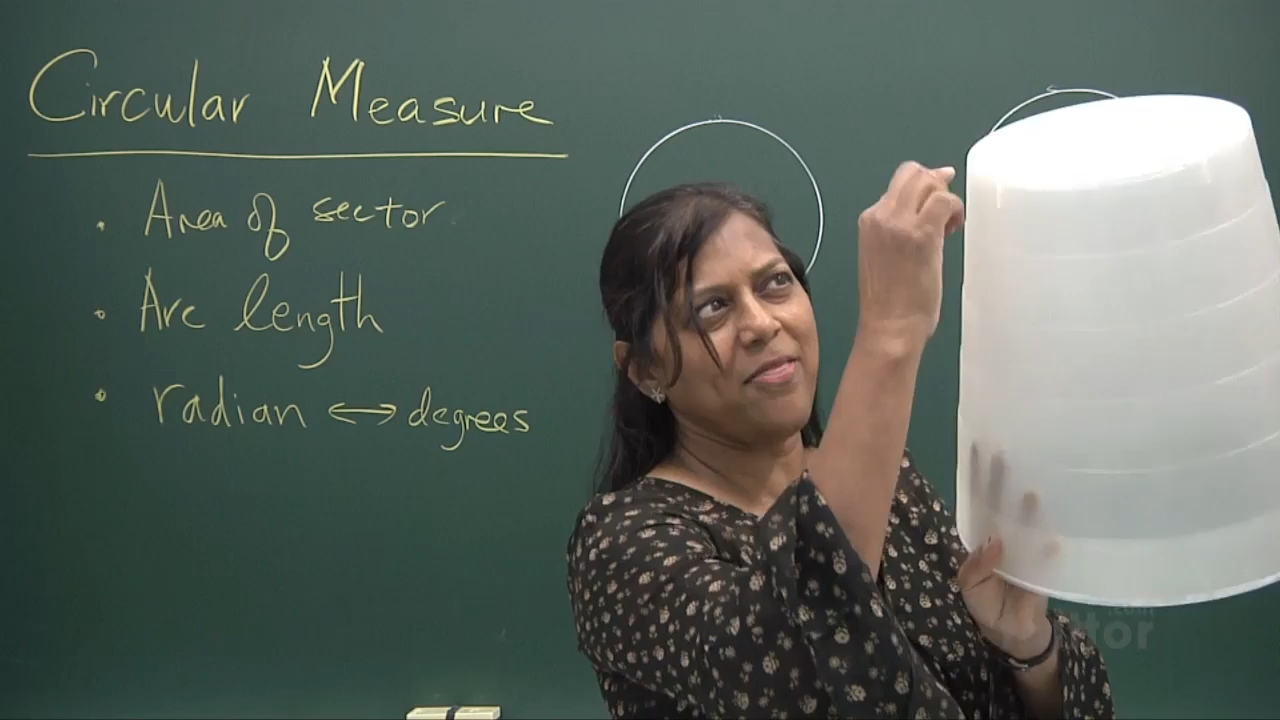 Circular Measure
• Area of sector
• Arc length
• radian ↔ degrees